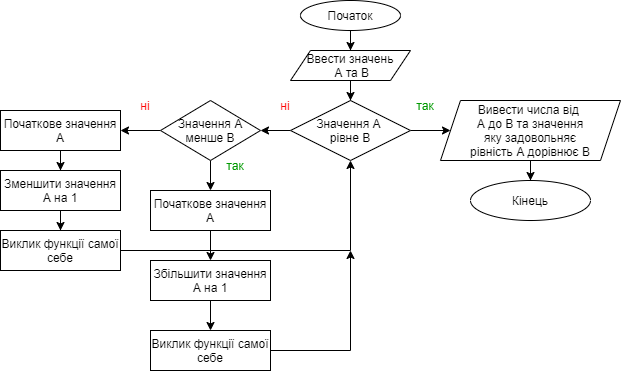 Початок
Ввести значень
А та В
Значення А
рівне В
ні
так
Вивести числа від
А до В та значення
яку задовольняє
рівність А дорівнює В
Кінець
Значення А
менше В
ні
так
Початкове значення
А
Зменшити значення
А на 1
Виклик функції самої
себе
Початкове значення
А
Збільшити значення
А на 1
Виклик функції самої
себе